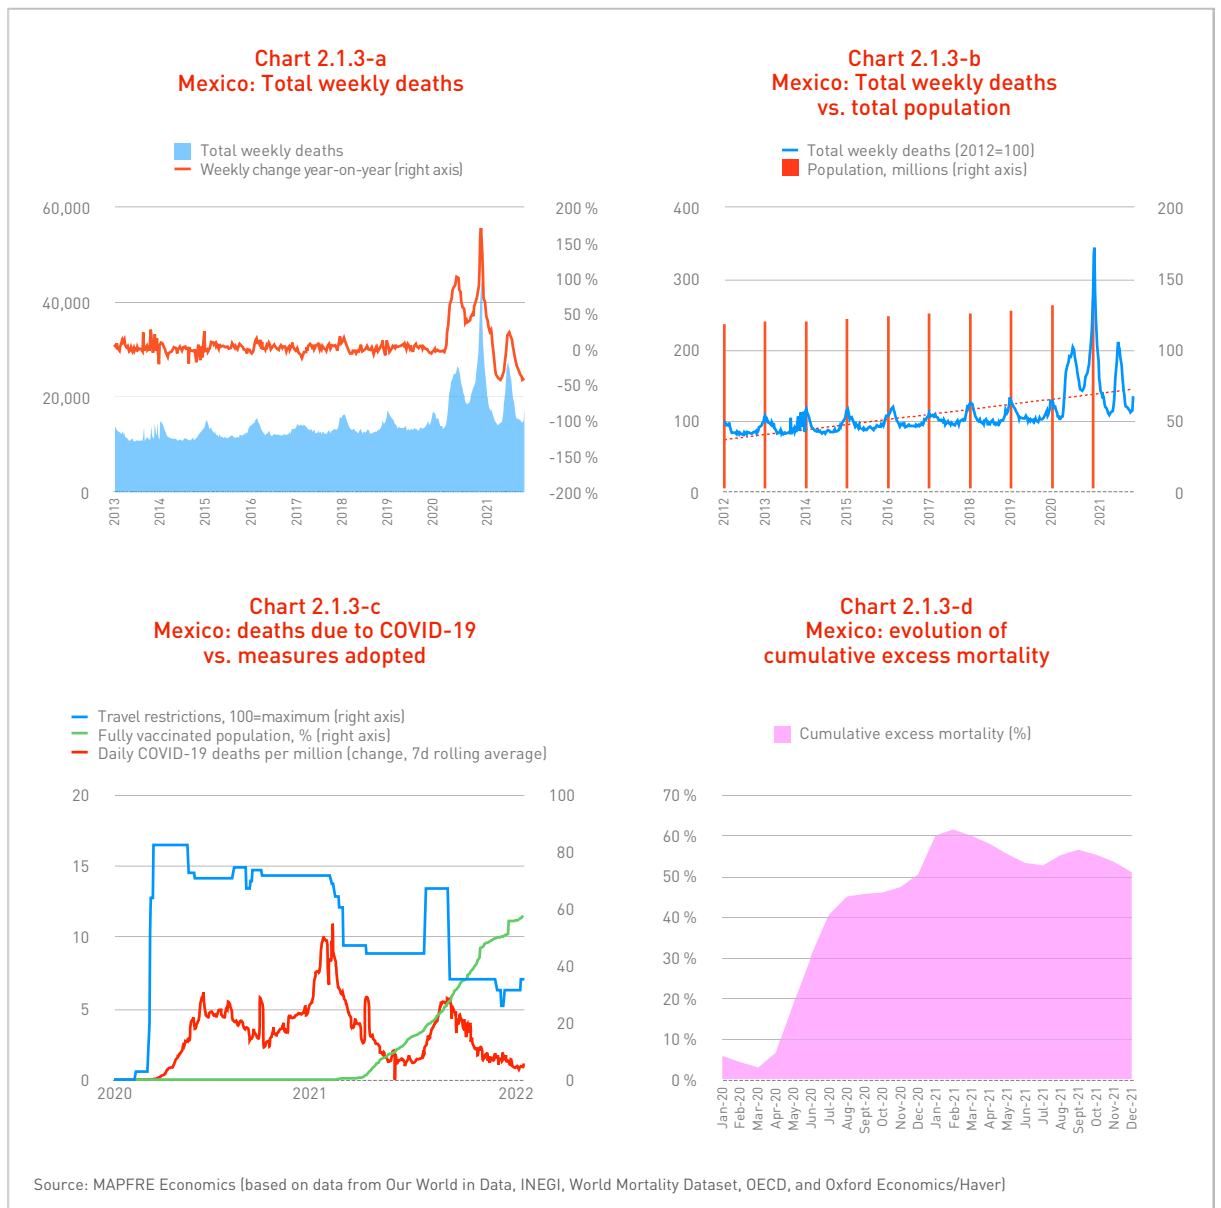 Chart 2.1.3-a
Mexico: Total weekly deaths
Total weekly deaths
Weekly change year-on-year (right axis)
60,000
40,000
20,000
0
200 %
150 %
100 %
50 %
0 %
-50 %
-100 %
-150 %
-200 %
2013
2014
2015
2016
2017
2018
2019
2020
2021
Chart 2.1.3-b
Mexico: Total weekly deaths
vs. total population
Total weekly deaths (2012=100)
Population, millions (right axis)
400
300
200
100
0
200
150
100
50
0
2012
2013
2014
2015
2016
2017
2018
2019
2020
2021
Chart 2.1.3-c
Mexico: deaths due to COVID-19
vs. measures adopted
Travel restrictions, 100=maximum (right axis)
Fully vaccinated population, % (right axis)
Daily COVID-19 deaths per million (change, 7d rolling average)
20
15
10
5
0
100
80
60
40
20
0
2020
2021
2022
Chart 2.1.3-d
Mexico: evolution of
cumulative excess mortality
Cumulative excess mortality (%)
70 %
60 %
50 %
40 %
30 %
20 %
10 %
0 %
Jan-20
Feb-20
Mar-20
Apr-20
May-20
Jun-20
Jul-20
Aug-20
Sept-20
Oct-20
Nov-20
Dec-20
Jan-21
Feb-21
Mar-21
Apr-21
May-21
Jun-21
Jul-21
Aug-21
Sept-21
Oct-21
Nov-21
Dec-21
Source: MAPFRE Economics (based on data from Our World in Data, INEGI, World Mortality Dataset, OECD, and Oxford Economics/Haver)